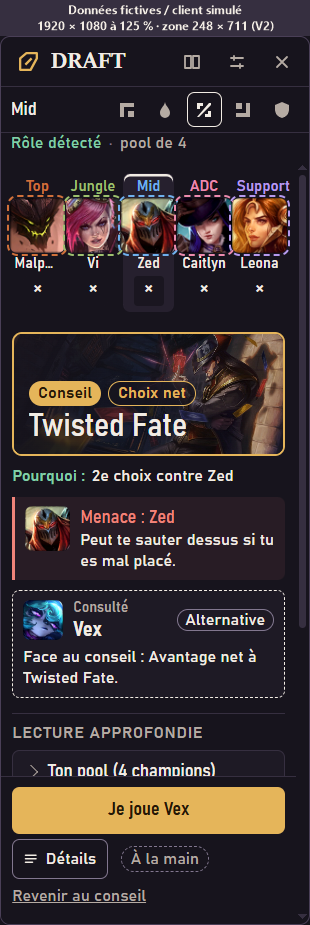 Données fictives / client simulé
1920 × 1080 à 125 % · zone 248 × 711 (V2)
DRAFT
Mid
Rôle détecté · pool de 4
Top Jungle Mid ADC Support
Malp... Vi Zed Caitlyn Leona
× × × × ×
Conseil Choix net
Twisted Fate
Pourquoi : 2e choix contre Zed
Menace : Zed
Peut te sauter dessus si tu
es mal placé.
Consulté
Vex
Alternative
Face au conseil : Avantage net à
Twisted Fate.
LECTURE APPROFONDIE
Ton pool (4 champions)
Je joue Vex
Détails À la main
Revenir au conseil